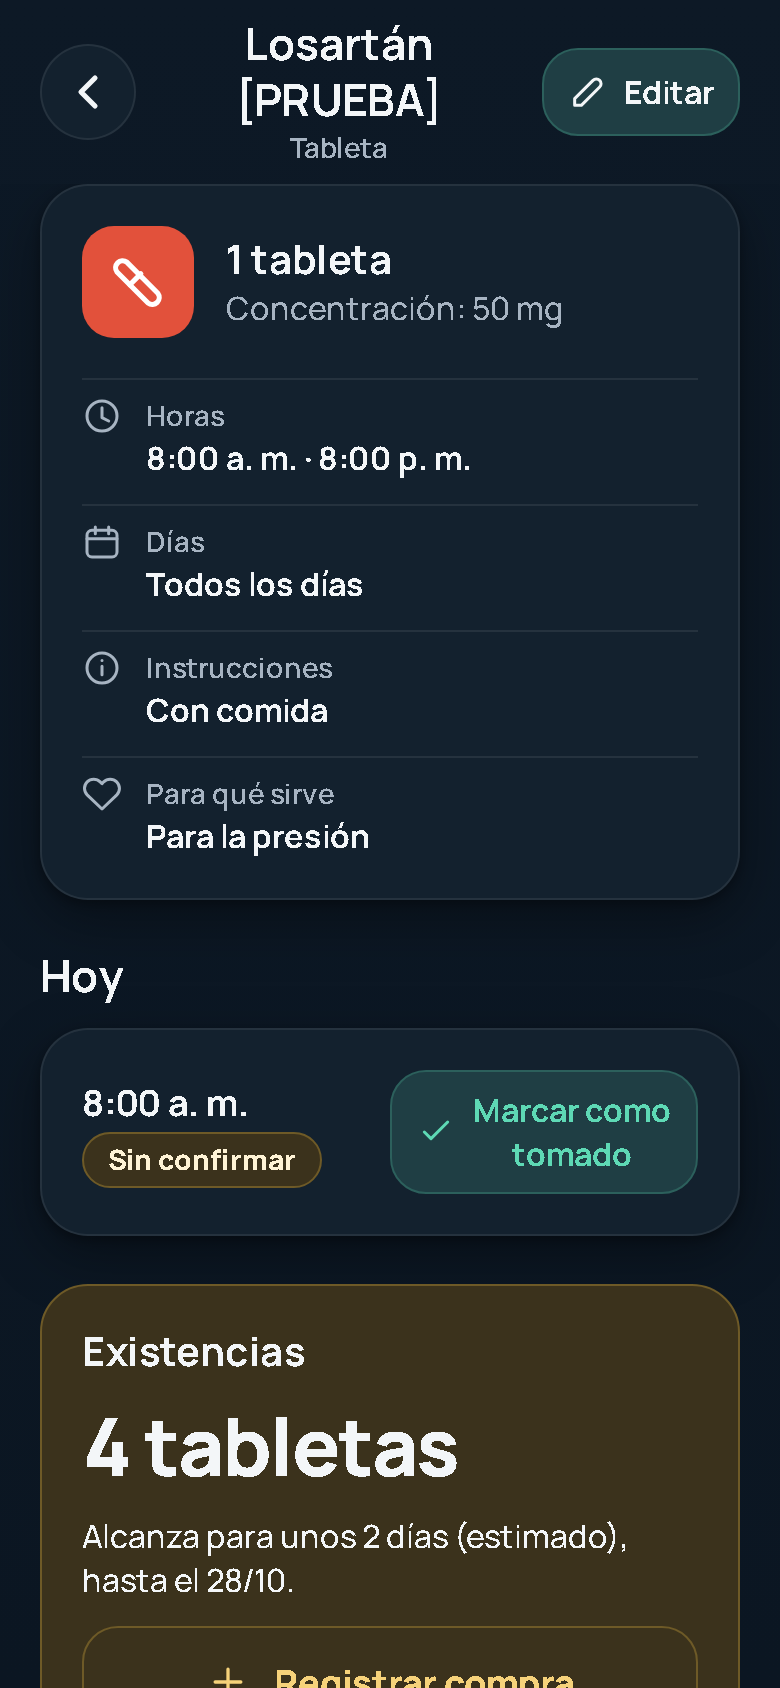 Losartán
[PRUEBA]
Tableta
Editar
1 tableta
Concentración: 50 mg
Horas
8:00 a. m. · 8:00 p. m.
Días
Todos los días
Instrucciones
Con comida
Para qué sirve
Para la presión
Hoy
8:00 a. m.
Sin confirmar
Marcar como
tomado
Existencias
4 tabletas
Alcanza para unos 2 días (estimado),
hasta el 28/10.
Registrar compra